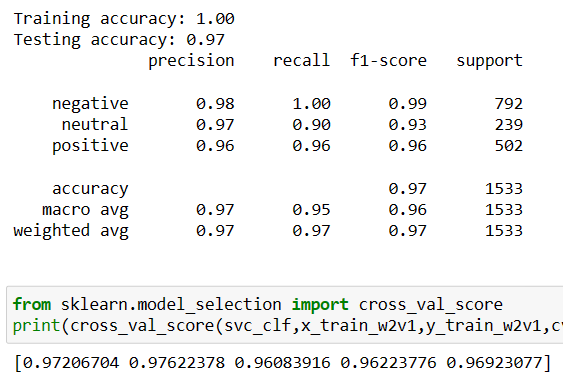 Training accuracy: 1.00
Testing accuracy: 0.97
precision recall f1-score support
negative 0.98 1.00 0.99 792
neutral 0.97 0.90 0.93 239
positive 0.96 0.96 0.96 502
accuracy 0.97 1533
macro avg 0.97 0.95 0.96 1533
weighted avg 0.97 0.97 0.97 1533
from sklearn.model_selection import cross_val_score
print(cross_val_score(svc_clf,x_train_w2v1,y_train_w2v1,c
[0.97206704 0.97622378 0.96083916 0.96223776 0.96923077]